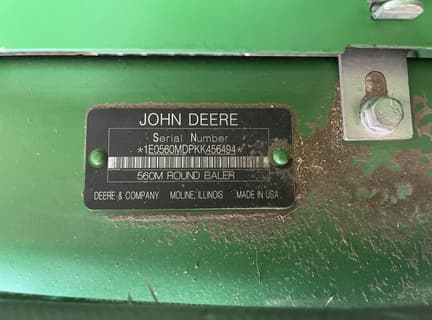 JOHN DEERE
Serial Number
*1E0560MDPKK456494*
560M ROUND BALER
DEERE & COMPANY MOLINE, ILLINOIS MADE IN USA